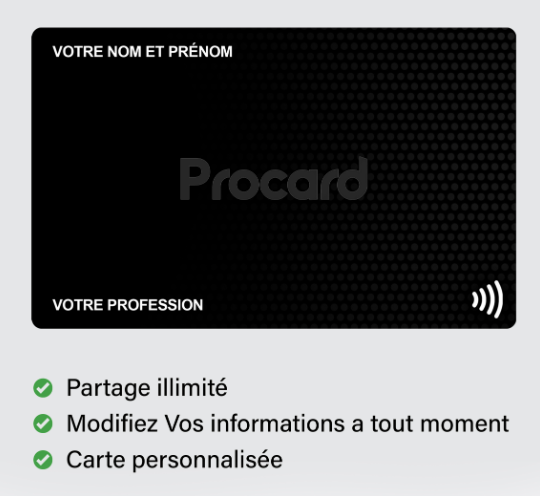 VOTRE NOM ET PRÉNOM
Procard
VOTRE PROFESSION
Partage illimité
Modifiez Vos informations a tout moment
Carte personnalisée